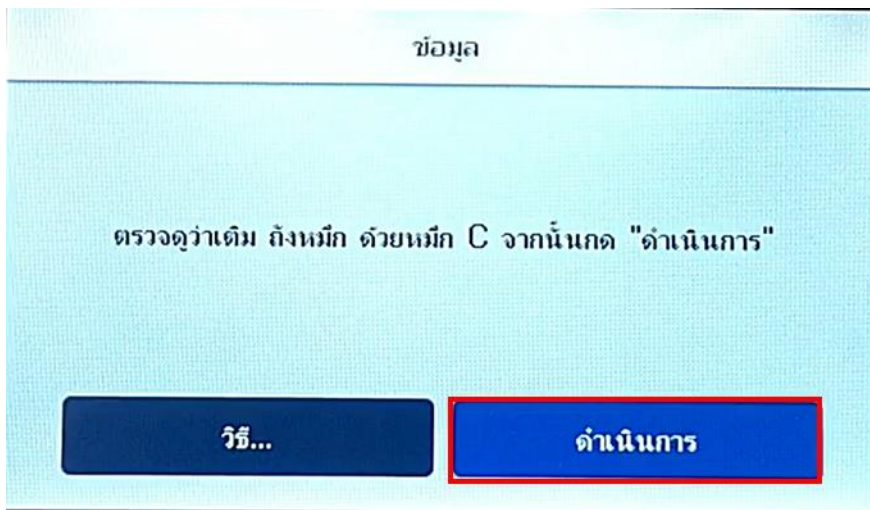 ข้อมูล
ตรวจดูว่าเติม ถังหมึก ด้วยหมึก C จากนั้นกด "ดำเนินการ"
วิธี...
ดำเนินการ